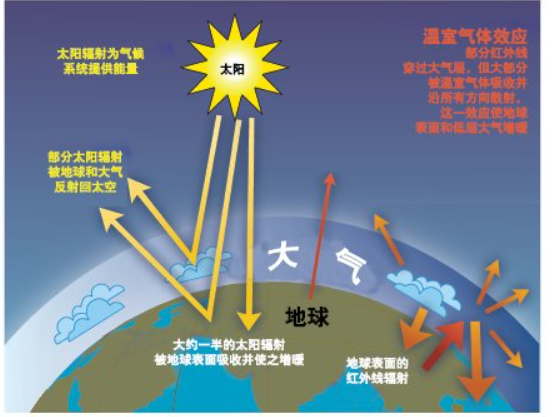 太阳辐射为气候
系统提供能量
太阳
温室气体效应
部分红外线
穿过大气层，但大部分
被温室气体吸收并
沿所有方向散射。
这一效应使地球
表面和低层大气增暖
部分太阳辐射
被地球和大气
反射回太空
大气
地球
大约一半的太阳辐射
被地球表面吸收并使之增暖
地球表面的
红外线辐射